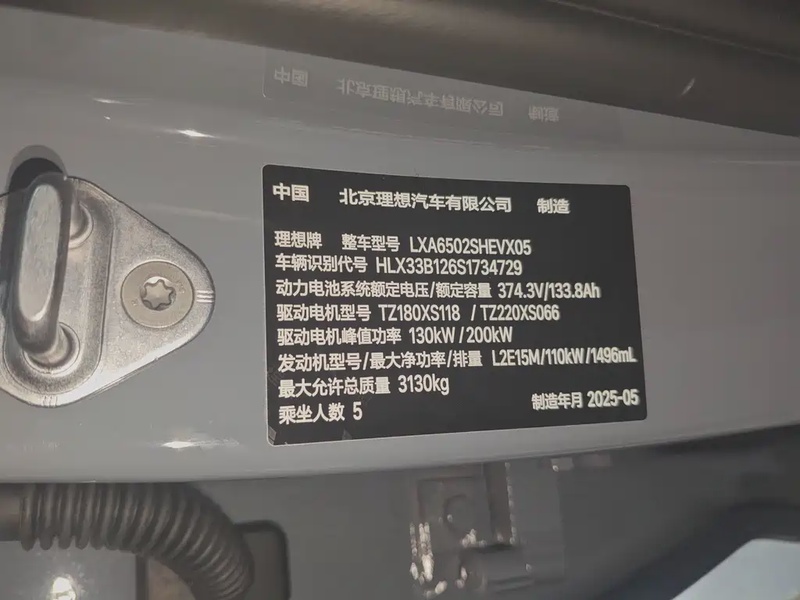 中国 北京理想汽车有限公司 制造
理想牌 整车型号 LXA6502SHEVX05
车辆识别代号 HLX33B126S1734729
动力电池系统额定电压/额定容量 374.3V/133.8Ah
驱动电机型号 TZ180XS118 / TZ220XS066
驱动电机峰值功率 130kW/200kW
发动机型号/最大净功率/排量 L2E15M/110kW/1496mL
最大允许总质量 3130kg
乘坐人数 5 制造年月 2025-05